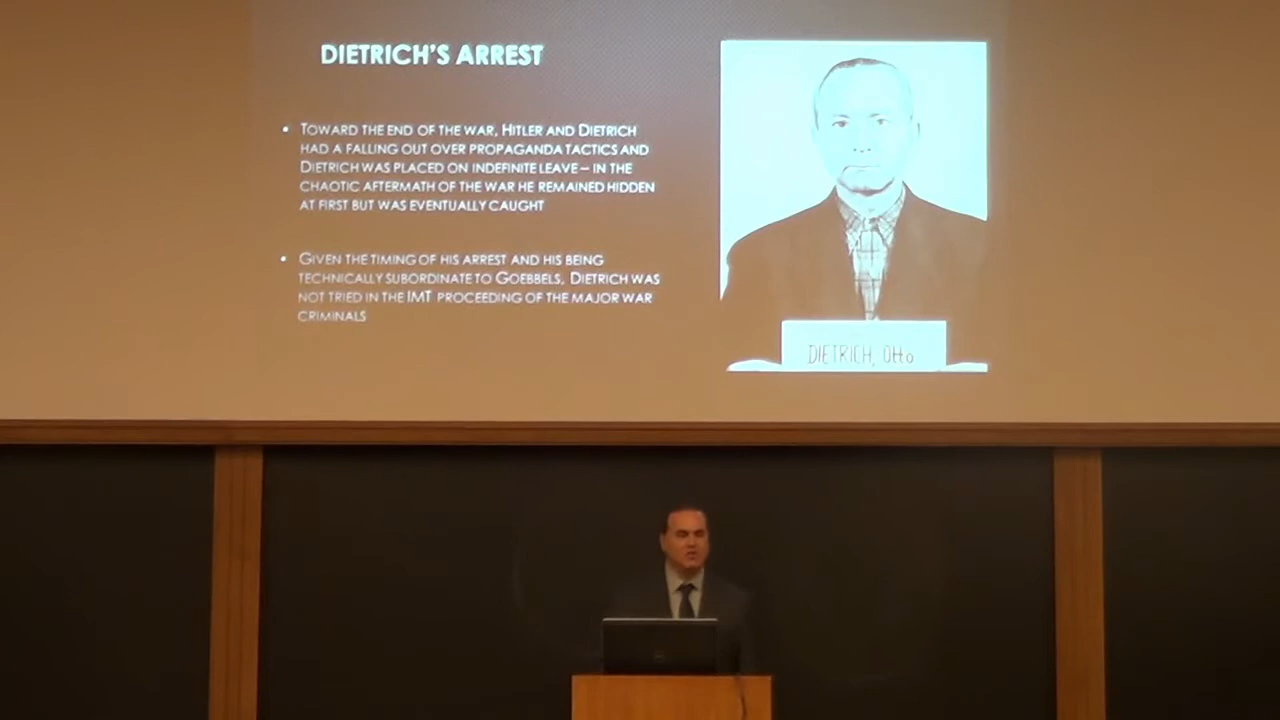 DIETRICH'S ARREST
• TOWARD THE END OF THE WAR, HITLER AND DIETRICH
HAD A FALLING OUT OVER PROPAGANDA TACTICS AND
DIETRICH WAS PLACED ON INDEFINITE LEAVE – IN THE
CHAOTIC AFTERMATH OF THE WAR HE REMAINED HIDDEN
AT FIRST BUT WAS EVENTUALLY CAUGHT
• GIVEN THE TIMING OF HIS ARREST AND HIS BEING
TECHNICALLY SUBORDINATE TO GOEBBELS, DIETRICH WAS
NOT TRIED IN THE IMT PROCEEDING OF THE MAJOR WAR
CRIMINALS
DIETRICH, Otto